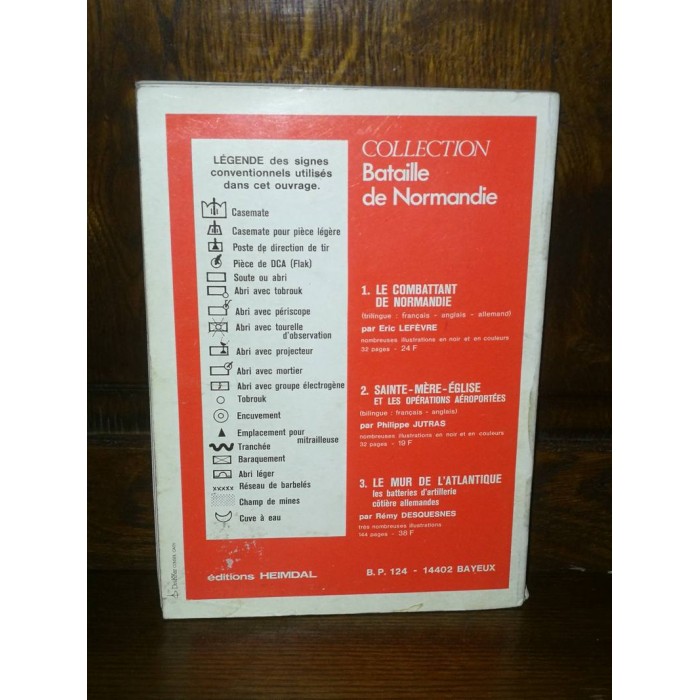 LÉGENDE des signes
conventionnels utilisés
dans cet ouvrage.
Casemate
Casemate pour pièce légère
Poste de direction de tir
Pièce de DCA (Flak)
Soute ou abri
Abri avec tobrouk
Abri avec périscope
Abri avec tourelle
d'observation
Abri avec projecteur
Abri avec mortier
Abri avec groupe électrogène
Tobrouk
Encuvement
Emplacement pour
mitrailleuse
Tranchée
Baraquement
Abri léger
xxxxx Réseau de barbelés
Champ de mines
Cuve à eau
COLLECTION
Bataille
de Normandie
1. LE COMBATTANT
DE NORMANDIE
(bilingue : français - anglais - allemand)
par Eric LEFÈVRE
nombreuses illustrations en noir et en couleurs
32 pages - 24 F
2. SAINTE-MÈRE-ÉGLISE
ET LES OPÉRATIONS AÉROPORTÉES
(bilingue : français - anglais)
par Philippe JUTRAS
nombreuses illustrations en noir et en couleurs
32 pages - 19 F
3. LE MUR DE L'ATLANTIQUE
les batteries d'artillerie
côtière allemandes
par Rémy DESQUESNES
très nombreuses illustrations
144 pages - 38 F
éditions HEIMDAL
B.P. 124 - 14402 BAYEUX